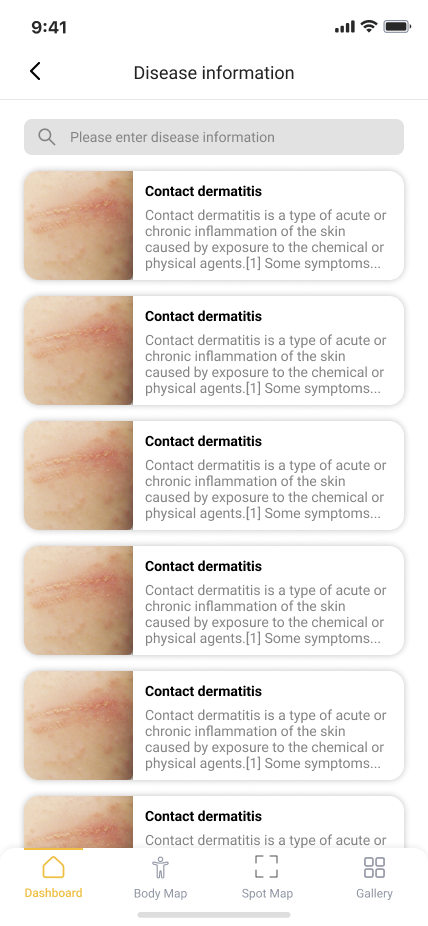 9:41
Disease information
Please enter disease information
Contact dermatitis
Contact dermatitis is a type of acute or
chronic inflammation of the skin
caused by exposure to the chemical or
physical agents.[1] Some symptoms...
Contact dermatitis
Contact dermatitis is a type of acute or
chronic inflammation of the skin
caused by exposure to the chemical or
physical agents.[1] Some symptoms...
Contact dermatitis
Contact dermatitis is a type of acute or
chronic inflammation of the skin
caused by exposure to the chemical or
physical agents.[1] Some symptoms...
Contact dermatitis
Contact dermatitis is a type of acute or
chronic inflammation of the skin
caused by exposure to the chemical or
physical agents.[1] Some symptoms...
Contact dermatitis
Contact dermatitis is a type of acute or
chronic inflammation of the skin
caused by exposure to the chemical or
physical agents.[1] Some symptoms...
Contact dermatitis
Contact dermatitis is a type of acute or
Dashboard
Body Map
Spot Map
Gallery